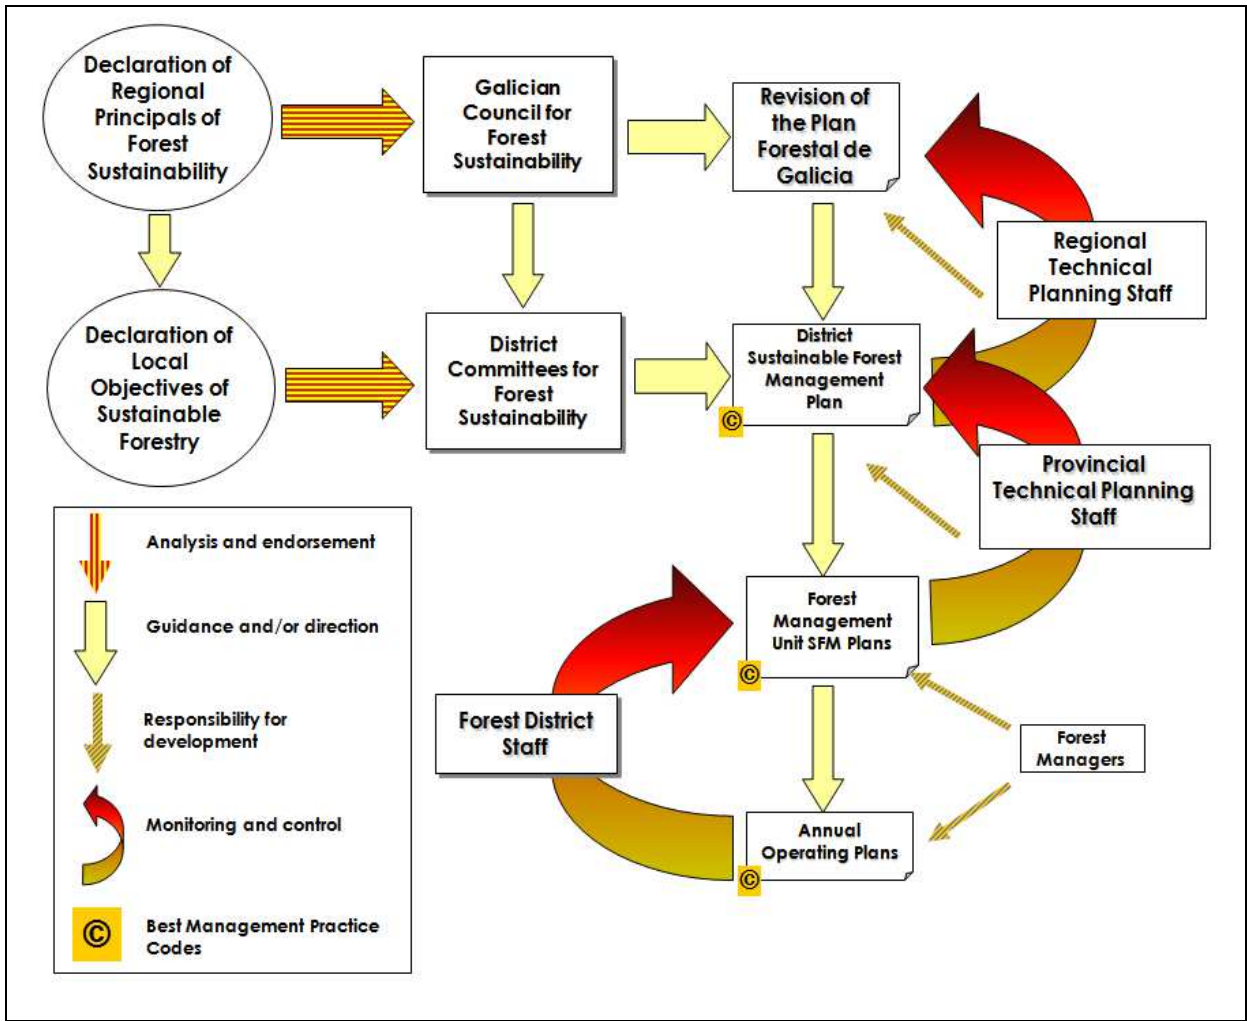 Declaration of
Regional
Principals of
Forest
Sustainability
Galician
Council for
Forest
Sustainability
Revision of
the Plan
Forestal de
Galicia
Regional
Technical
Planning Staff
Declaration of
Local
Objectives of
Sustainable
Forestry
District
Committees for
Forest
Sustainability
District
Sustainable Forest
Management
Plan
©
Provincial
Technical Planning
Staff
Analysis and endorsement
Guidance and/or direction
Responsibility for
development
Monitoring and control
©
Best Management Practice
Codes
Forest
Management
Unit SFM Plans
©
Forest District
Staff
Forest
Managers
Annual
Operating Plans
©